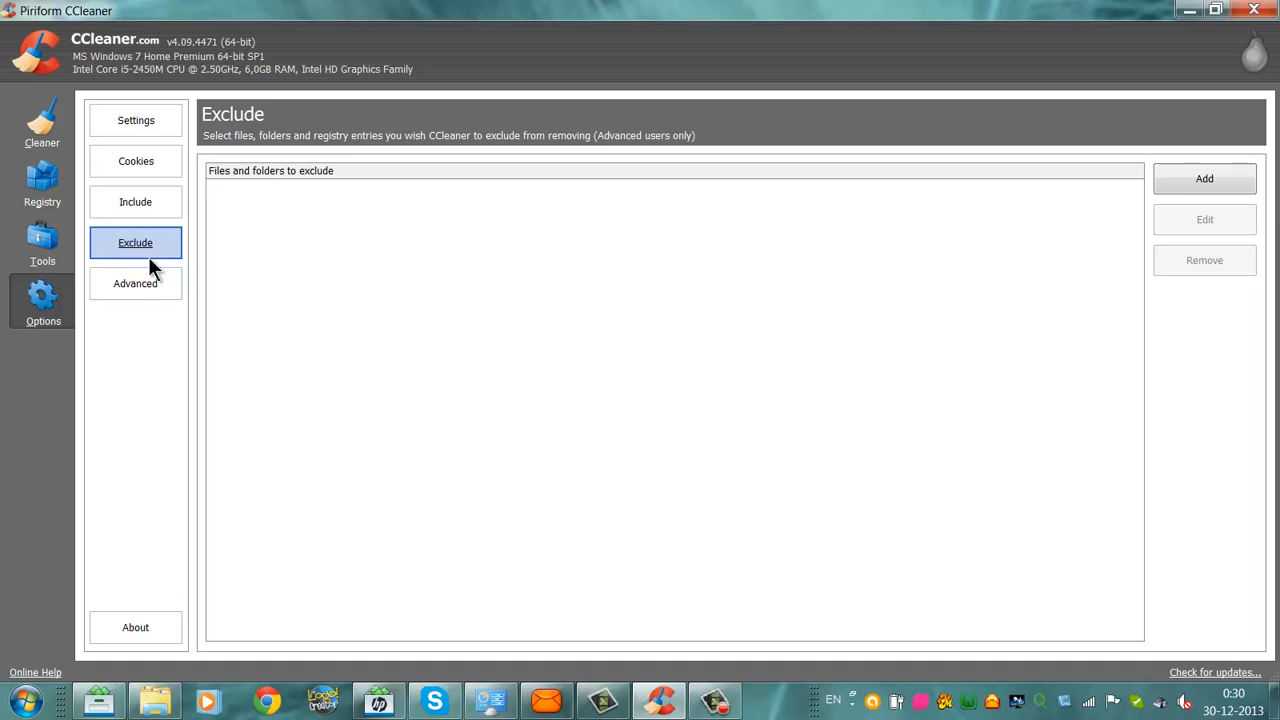 Piriform CCleaner
CCleaner.com v4.09.4471 (64-bit)
MS Windows 7 Home Premium 64-bit SP1
Intel Core i5-2450M CPU @ 2.50GHz, 6,0GB RAM, Intel HD Graphics Family
Cleaner
Registry
Tools
Options
Settings
Cookies
Include
Exclude
Advanced
About
Exclude
Select files, folders and registry entries you wish CCleaner to exclude from removing (Advanced users only)
Files and folders to exclude
Add
Edit
Remove
Online Help
Check for updates...
hp
S
EN
0:30
30-12-2013